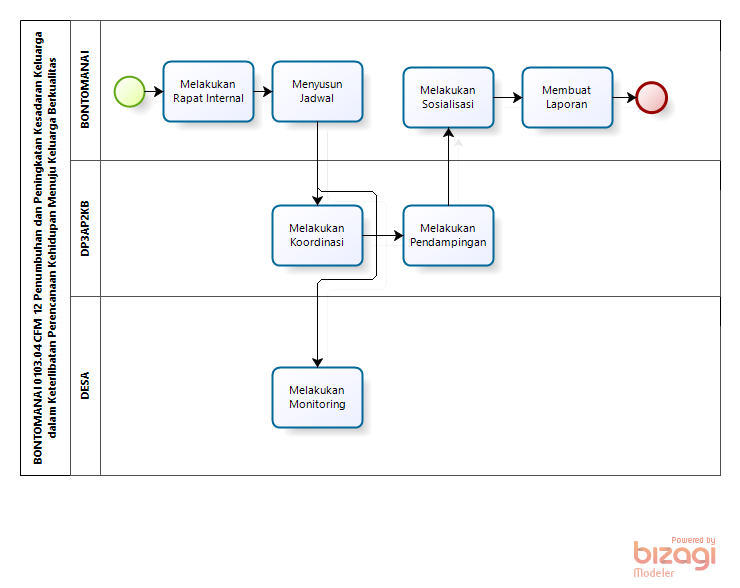 BONTOMANAI 0103.04 CFM 12 Penumbuhan dan Peningkatan Kesadaran Keluarga
dalam Keterlibatan Perencanaan Kehidupan Menuju Keluarga Berkualitas
BONTOMANAI
Melakukan
Rapat Internal
Menyusun
Jadwal
Melakukan
Sosialisasi
Membuat
Laporan
DP3AP2KB
Melakukan
Koordinasi
Melakukan
Pendampingan
DESA
Melakukan
Monitoring
Powered by
bizagi
Modeler